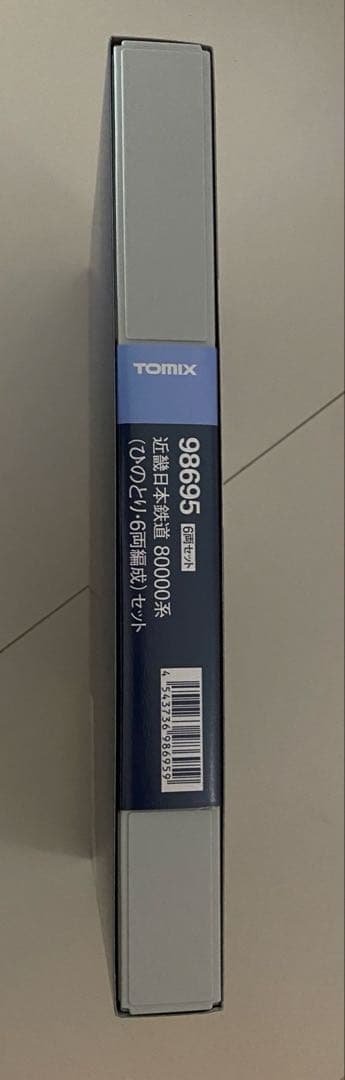 TOMIX
98695 6両セット
近畿日本鉄道 80000系
(ひのとり・6両編成)セット
4 543736 986959